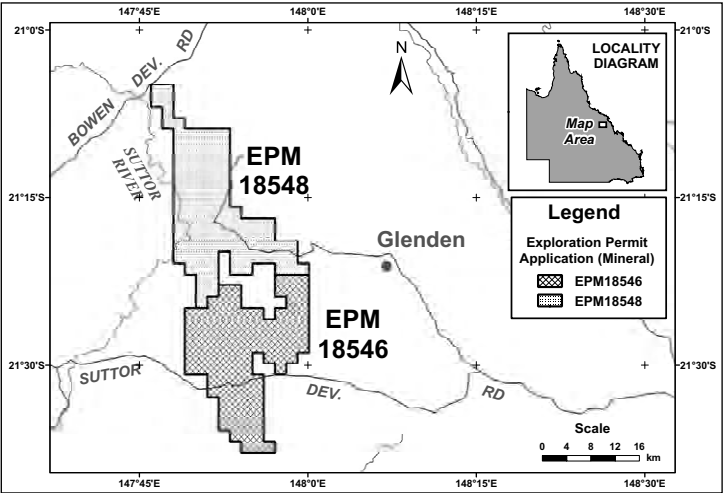 147°45'E
148°0'E
148°15'E
148°30'E
21°0'S
21°0'S
BOWEN DEV. RD
N
LOCALITY
DIAGRAM
Map
Area
SUTTOR
RIVER
EPM
18548
21°15'S
21°15'S
Glenden
Legend
Exploration Permit
Application (Mineral)
EPM18546
EPM18548
EPM
18546
21°30'S
21°30'S
SUTTOR DEV. RD
Scale
0 4 8 12 16
km
147°45'E
148°0'E
148°15'E
148°30'E